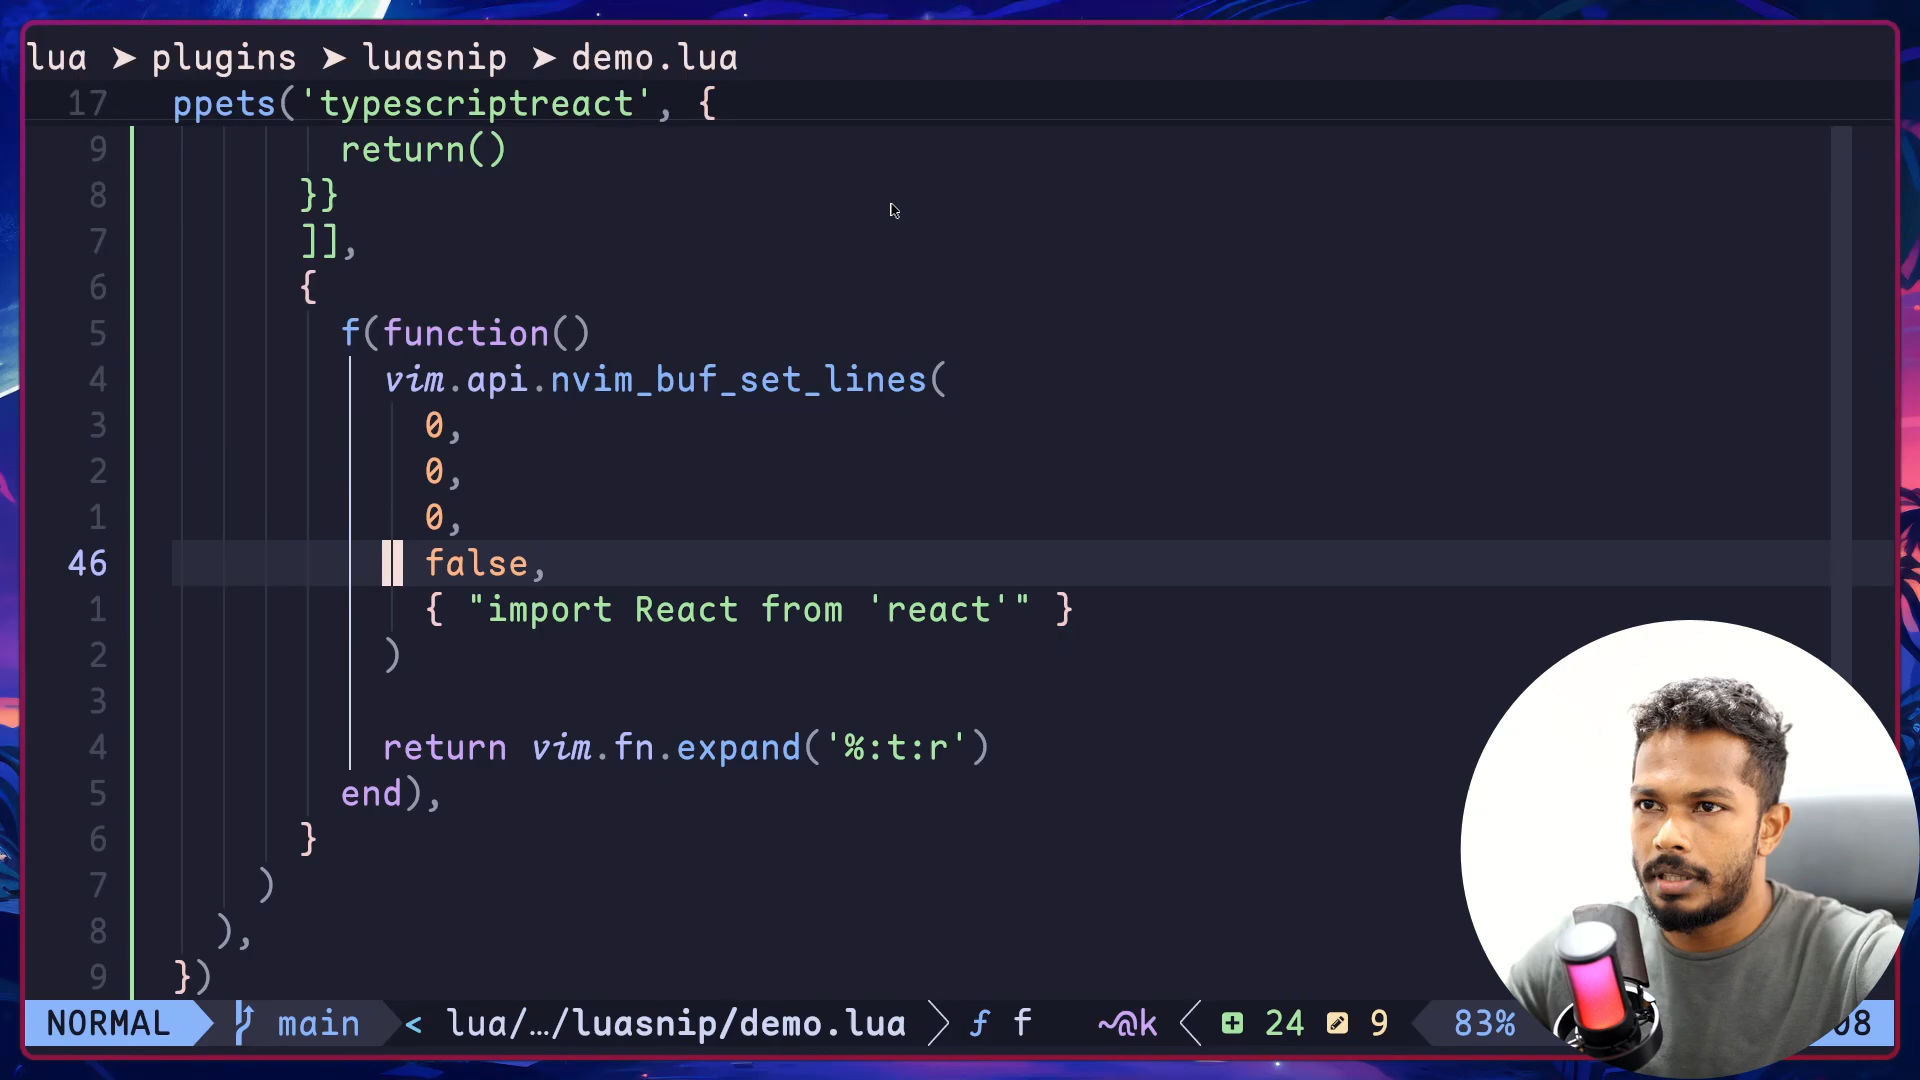 lua ➤ plugins ➤ luasnip ➤ demo.lua
17 ppets('typescriptreact', {
9 return()
8 }}
7 ]],
6 {
5 f(function()
4 vim.api.nvim_buf_set_lines(
3 0,
2 0,
1 0,
46 false,
1 { "import React from 'react'" }
2 )
3
4 return vim.fn.expand('%:t:r')
5 end),
6 }
7 )
8 ),
9 })
NORMAL main < lua/…/luasnip/demo.lua f f ~@k 24 9 83% 08